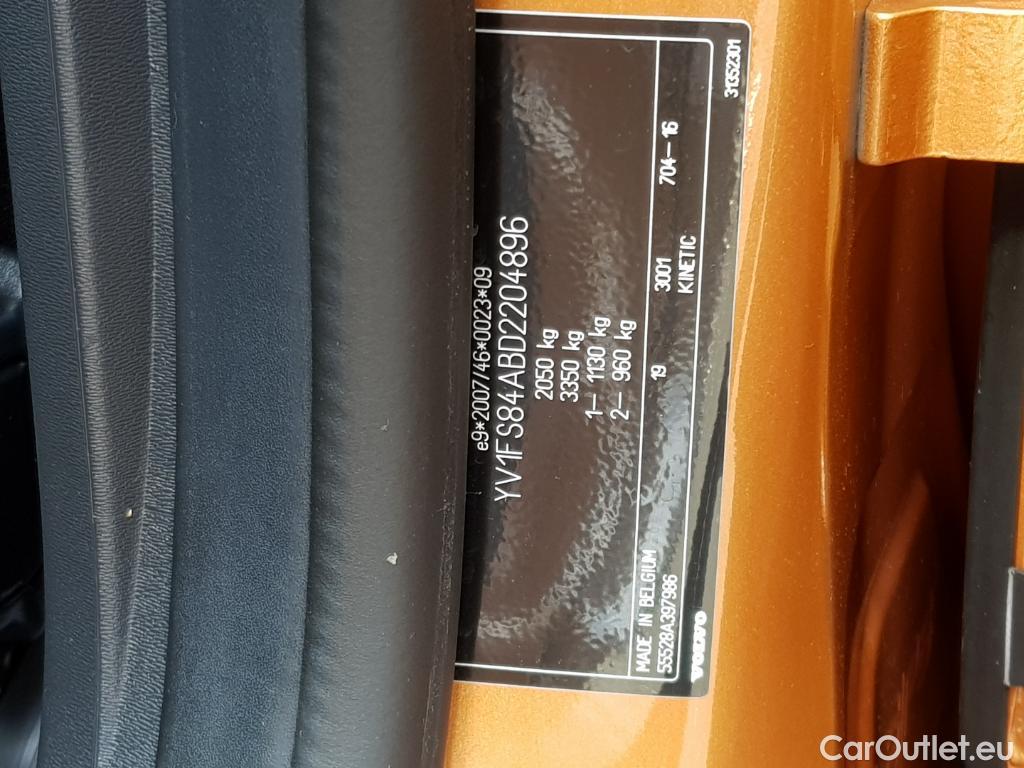 e9*2007/46*0023*09
YV1FS84ABD2204896
2050 kg
3350 kg
1– 1130 kg
2– 960 kg
MADE IN BELGIUM 19 3001 704–16
55528A397986 KINETIC
VOLVO 31352301
CarOutlet.eu